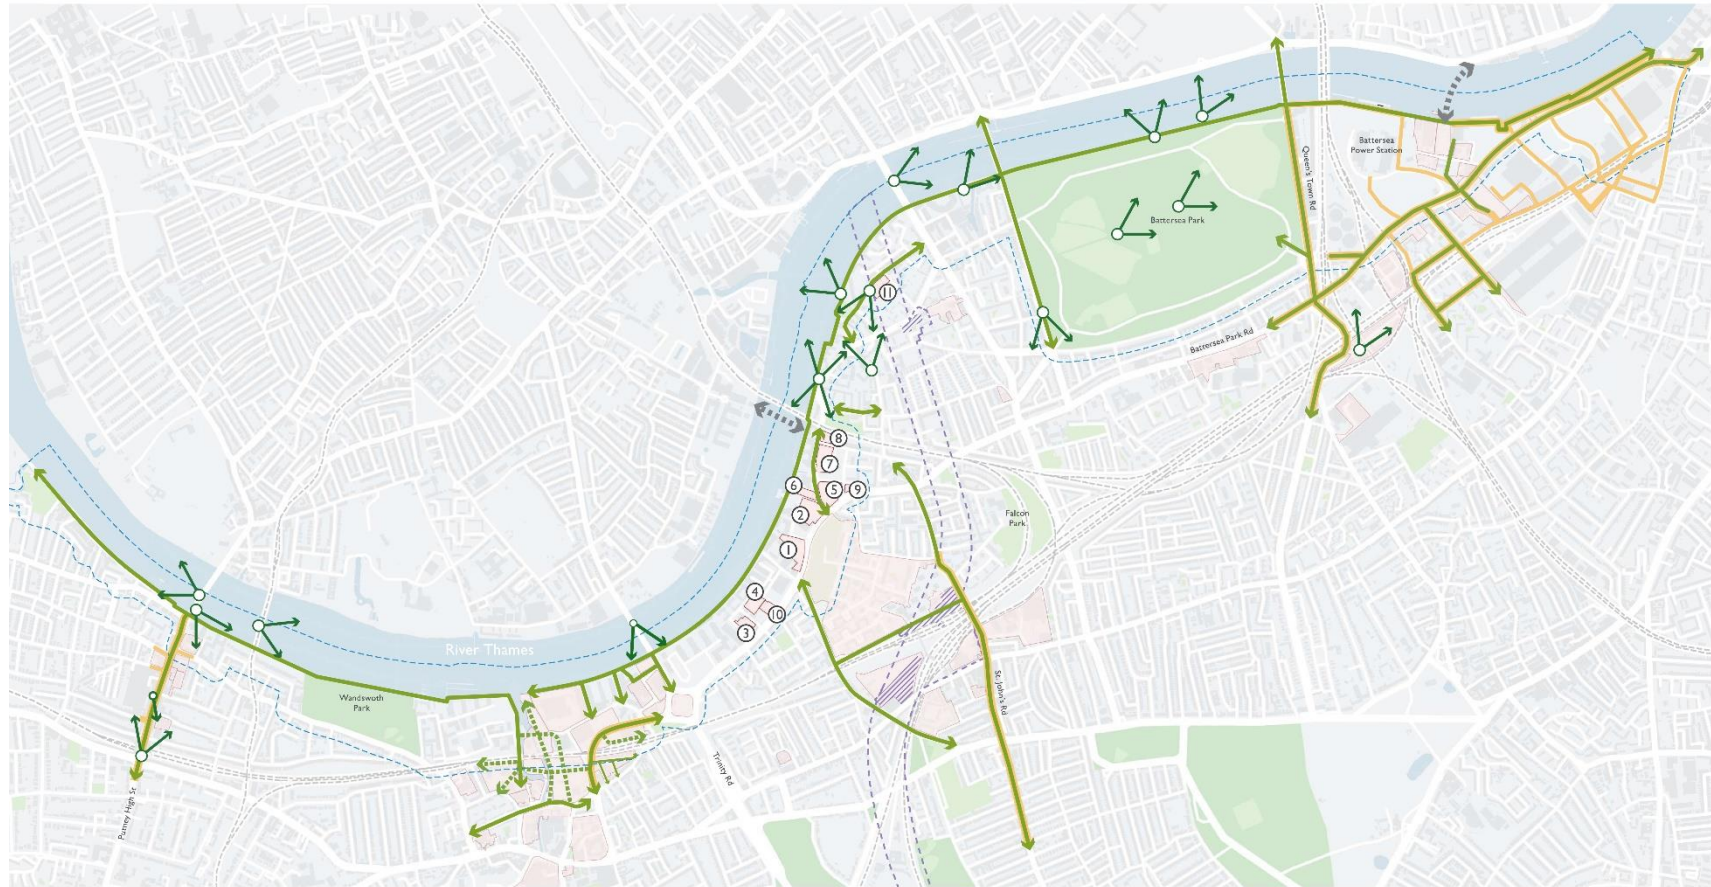 Battersea
Power Station
Queen's Town Rd
Battersea Park
11
Battersea Park Rd
8
7
6
5
9
2
Falcon
Park
1
4
10
3
River Thames
Wandswoth
Park
St. John's Rd
Trinity Rd
Putney High St